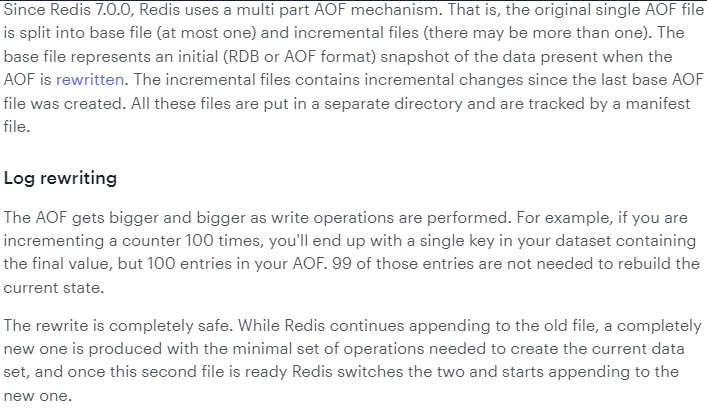 Since Redis 7.0.0, Redis uses a multi part AOF mechanism. That is, the original single AOF file
is split into base file (at most one) and incremental files (there may be more than one). The
base file represents an initial (RDB or AOF format) snapshot of the data present when the
AOF is rewritten. The incremental files contains incremental changes since the last base AOF
file was created. All these files are put in a separate directory and are tracked by a manifest
file.
Log rewriting
The AOF gets bigger and bigger as write operations are performed. For example, if you are
incrementing a counter 100 times, you'll end up with a single key in your dataset containing
the final value, but 100 entries in your AOF. 99 of those entries are not needed to rebuild the
current state.
The rewrite is completely safe. While Redis continues appending to the old file, a completely
new one is produced with the minimal set of operations needed to create the current data
set, and once this second file is ready Redis switches the two and starts appending to the
new one.